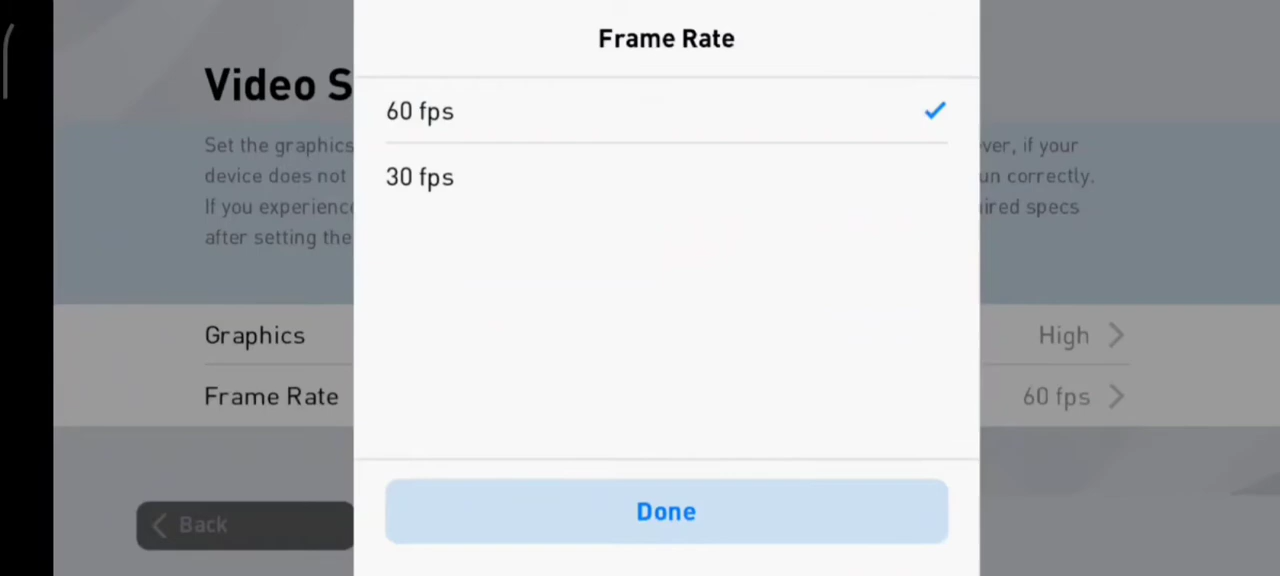 Frame Rate
Video S
60 fps
Set the graphics
ver, if your
device does not
30 fps
un correctly.
If you experience
ired specs
after setting the
Graphics
High
Frame Rate
60 fps
Done
Back